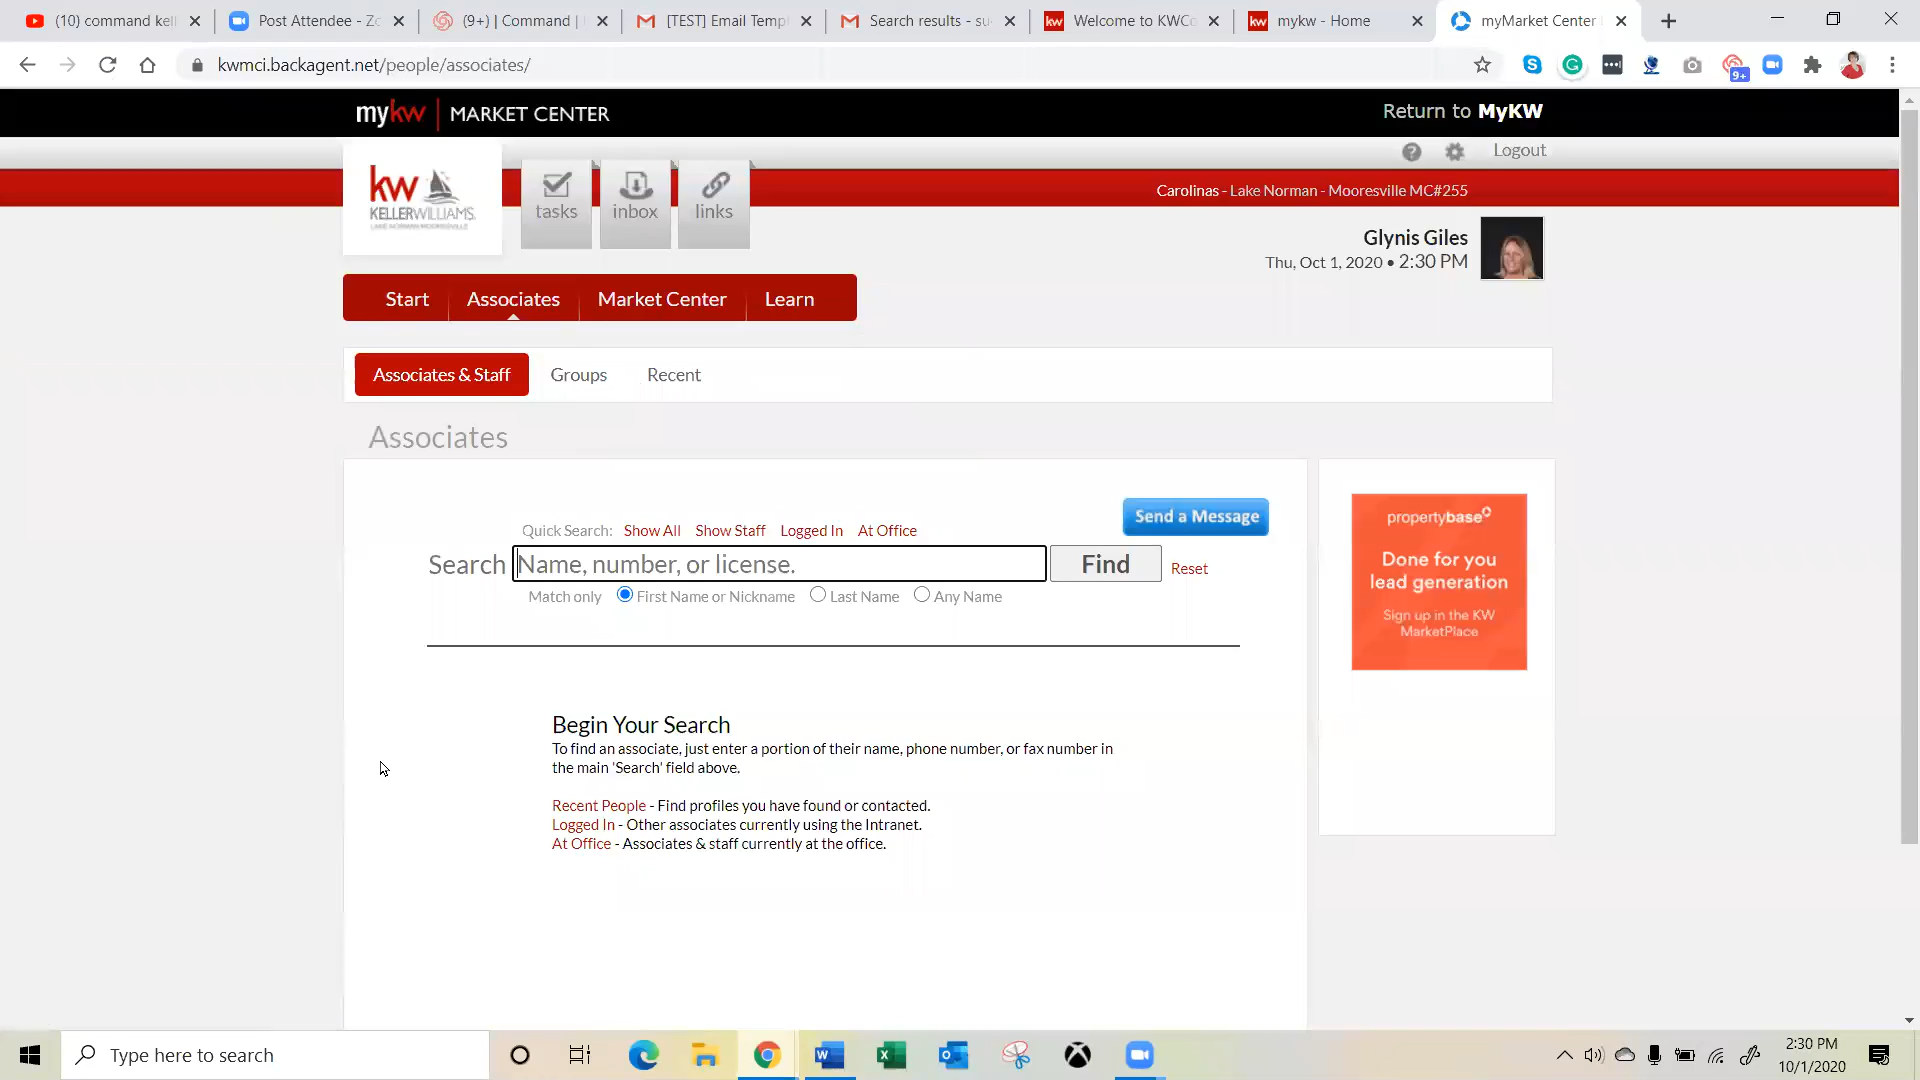 (10) command kell
Post Attendee - Zo
(9+) | Command |
[TEST] Email Templ
Search results - su
Welcome to KWCo
mykw - Home
myMarket Center
kwmci.backagent.net/people/associates/
9+
mykw | MARKET CENTER
Return to MyKW
Logout
kw
KELLERWILLIAMS.
LAKE NORMAN-MOORESVILLE
tasks
inbox
links
Carolinas - Lake Norman - Mooresville MC#255
Glynis Giles
Thu, Oct 1, 2020 • 2:30 PM
Start
Associates
Market Center
Learn
Associates & Staff
Groups
Recent
Associates
Send a Message
Quick Search: Show All Show Staff Logged In At Office
Search Name, number, or license. Find Reset
Match only First Name or Nickname Last Name Any Name
propertybase
Done for you
lead generation
Sign up in the KW
MarketPlace
Begin Your Search
To find an associate, just enter a portion of their name, phone number, or fax number in
the main 'Search' field above.
Recent People - Find profiles you have found or contacted.
Logged In - Other associates currently using the Intranet.
At Office - Associates & staff currently at the office.
Type here to search
2:30 PM
10/1/2020